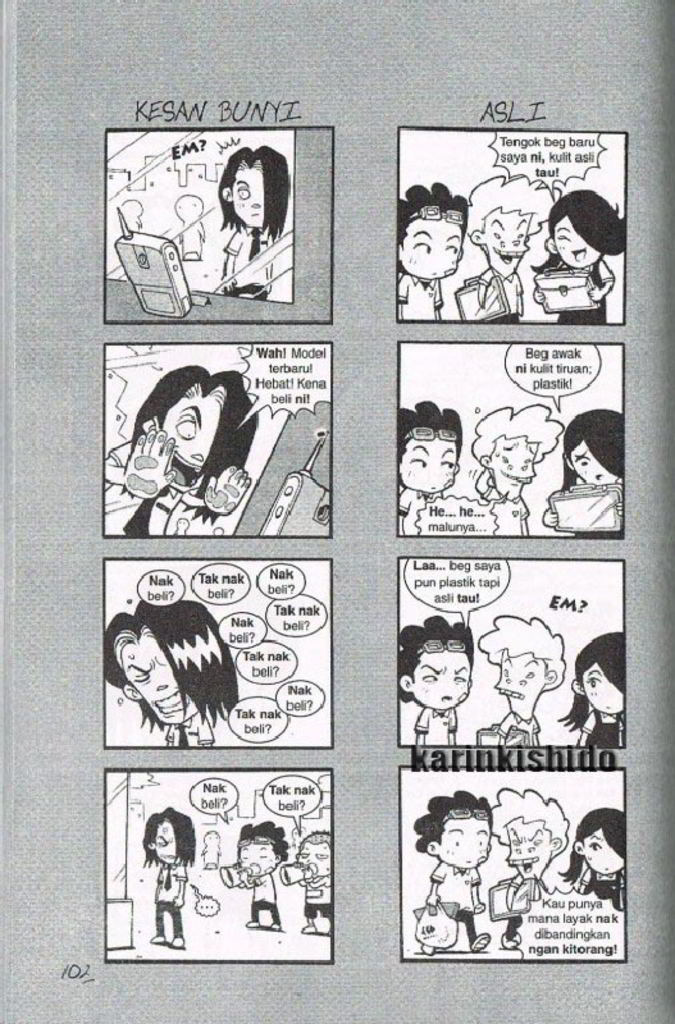 KESAN BUNYI
EM?
Wah! Model
terbaru!
Hebat! Kena
beli ni!
Nak
beli?
Tak nak
beli?
Nak
beli?
Nak
beli?
Tak nak
beli?
Tak nak
beli?
Nak
beli?
Tak nak
beli?
Nak
beli?
Tak nak
beli?
...
ASLI
Tengok beg baru
saya ni, kulit asli
tau!
Beg awak
ni kulit tiruan;
plastik!
He... he...
malunya...
Laa... beg saya
pun plastik tapi
asli tau!
EM?
karinkishido
Kau punya
mana layak nak
dibandingkan
ngan kitorang!
102